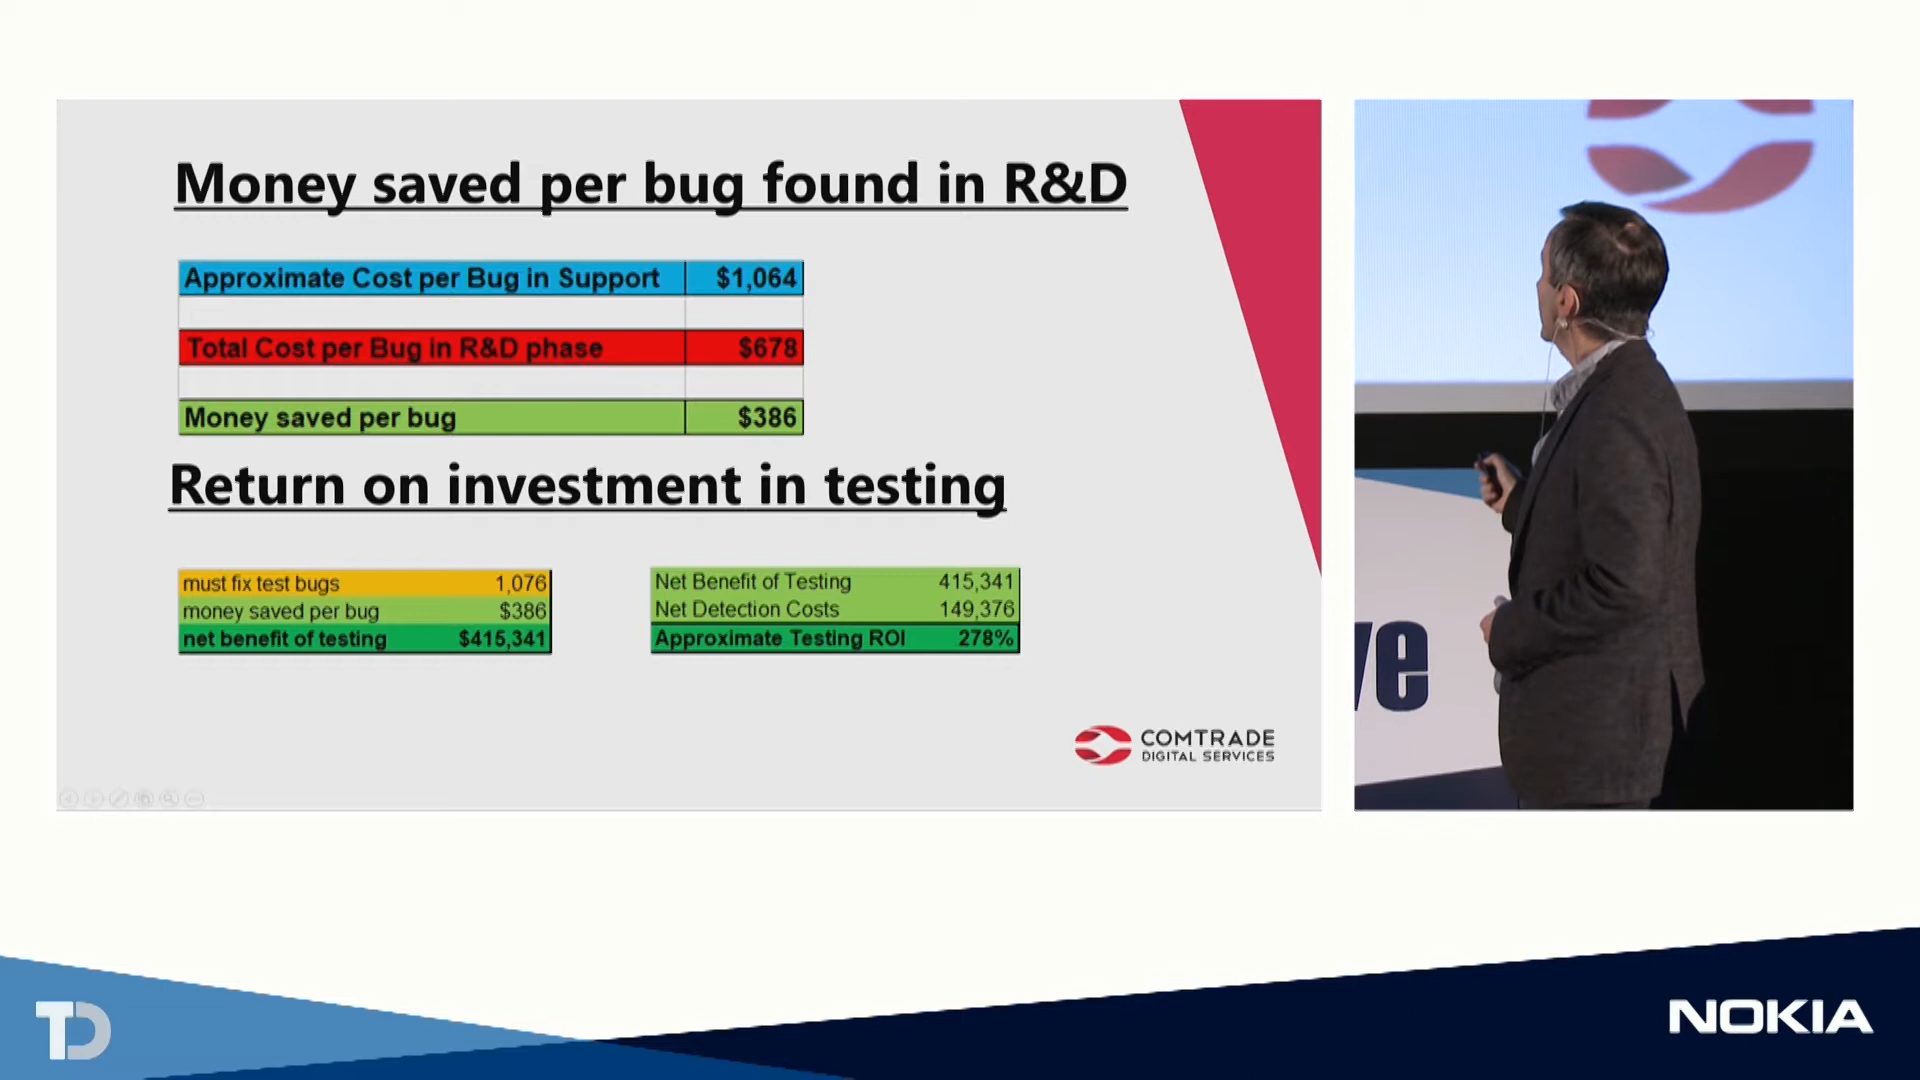 Money saved per bug found in R&D
Approximate Cost per Bug in Support $1,064
Total Cost per Bug in R&D phase $678
Money saved per bug $386
Return on investment in testing
must fix test bugs 1,076
money saved per bug $386
net benefit of testing $415,341
Net Benefit of Testing 415,341
Net Detection Costs 149,376
Approximate Testing ROI 278%
COMTRADE
DIGITAL SERVICES
ve
TD
NOKIA